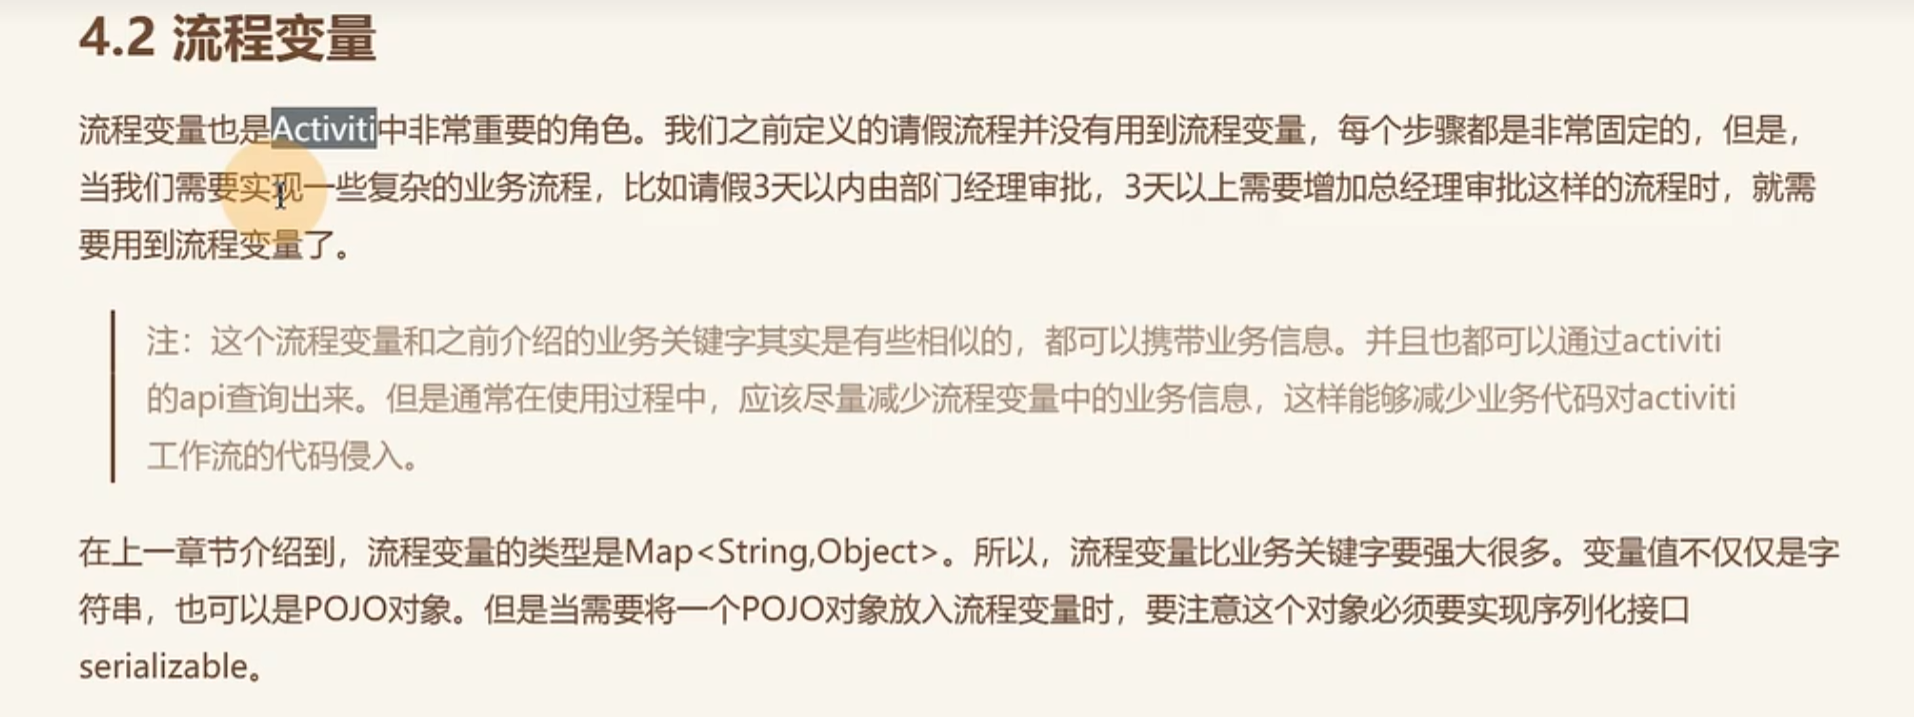 4.2 流程变量
流程变量也是Activiti中非常重要的角色。我们之前定义的请假流程并没有用到流程变量，每个步骤都是非常固定的，但是，
当我们需要实现一些复杂的业务流程，比如请假3天以内由部门经理审批，3天以上需要增加总经理审批这样的流程时，就需
要用到流程变量了。
注：这个流程变量和之前介绍的业务关键字其实是有些相似的，都可以携带业务信息。并且也都可以通过activiti
的api查询出来。但是通常在使用过程中，应该尽量减少流程变量中的业务信息，这样能够减少业务代码对activiti
工作流的代码侵入。
在上一章节介绍到，流程变量的类型是Map<String,Object>。所以，流程变量比业务关键字要强大很多。变量值不仅仅是字
符串，也可以是POJO对象。但是当需要将一个POJO对象放入流程变量时，要注意这个对象必须要实现序列化接口
serializable。